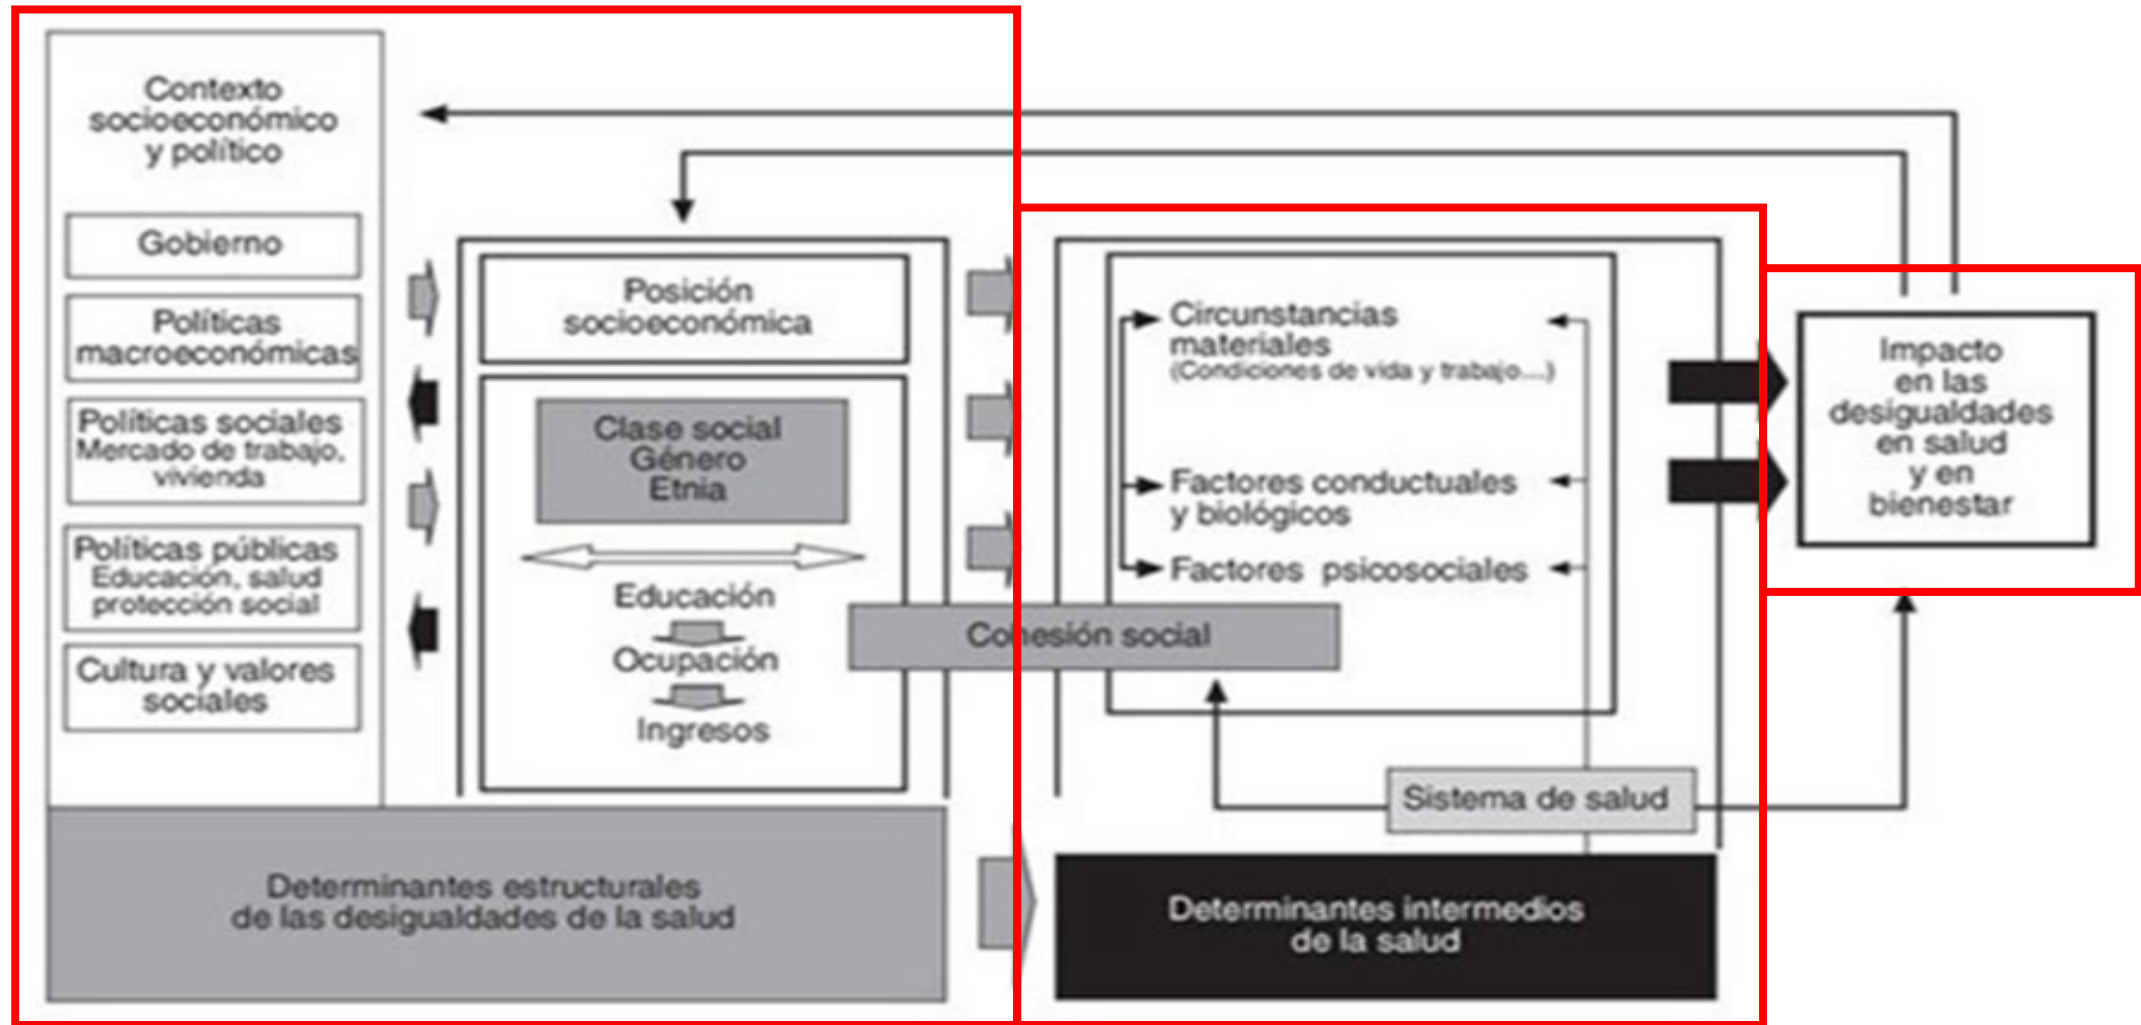 Contexto
socioeconómico
y político
Gobierno
Políticas
macroeconómicas
Políticas sociales
Mercado de trabajo,
vivienda
Políticas públicas
Educación, salud
protección social
Cultura y valores
sociales
Posición
socioeconómica
Clase social
Género
Etnia
Educación
Ocupación
Ingresos
Cohesión social
Determinantes estructurales
de las desigualdades de la salud
Circunstancias
materiales
(Condiciones de vida y trabajo...)
Factores conductuales
y biológicos
Factores psicosociales
Sistema de salud
Determinantes intermedios
de la salud
Impacto
en las
desigualdades
en salud
y en
bienestar